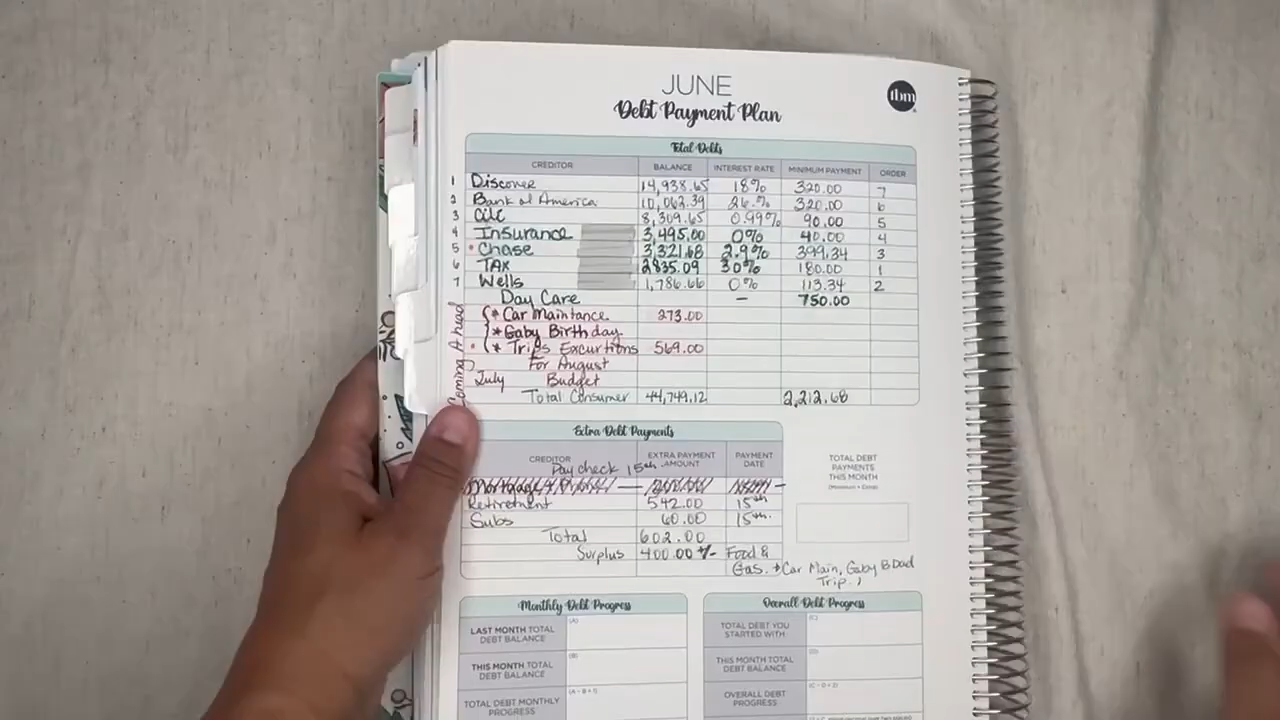 JUNE
tbm
Debt Payment Plan
Total Debts
CREDITOR BALANCE INTEREST RATE MINIMUM PAYMENT ORDER
1 Discover 14,938.65 18% 320.00 7
2 Bank of America 10,062.39 26.% 320.00 6
3 8,309.65 0.99% 90.00 5
4 Insurance 3,495.00 0% 40.00 4
5 • Chase 3,321.68 2.9% 399.34 3
6 TAX 2835.09 30% 180.00 1
7 Wells 1,786.66 0% 113.34 2
Day Care – 750.00
Coming Ahead
* Car Maintance 273.00
* Gaby Birthday
• * Trips Excurtions 569.00
For August
July Budget
Total Consumer 44,749.12 2,212.68
Extra Debt Payments
CREDITOR EXTRA PAYMENT AMOUNT PAYMENT DATE
Pay check 15th
Retirement 542.00 15th
Subs 60.00 15th.
Total 602.00
Surplus 400.00 +/- Food &
Gas. + Car Main, Gaby B Dad
Trip.
TOTAL DEBT
PAYMENTS
THIS MONTH
(Minimum + Extra)
Monthly Debt Progress
LAST MONTH TOTAL
DEBT BALANCE
(A)
THIS MONTH TOTAL
DEBT BALANCE
(B)
TOTAL DEBT MONTHLY
PROGRESS
Overall Debt Progress
TOTAL DEBT YOU
STARTED WITH
(C)
THIS MONTH TOTAL
DEBT BALANCE
(D)
OVERALL DEBT
PROGRESS